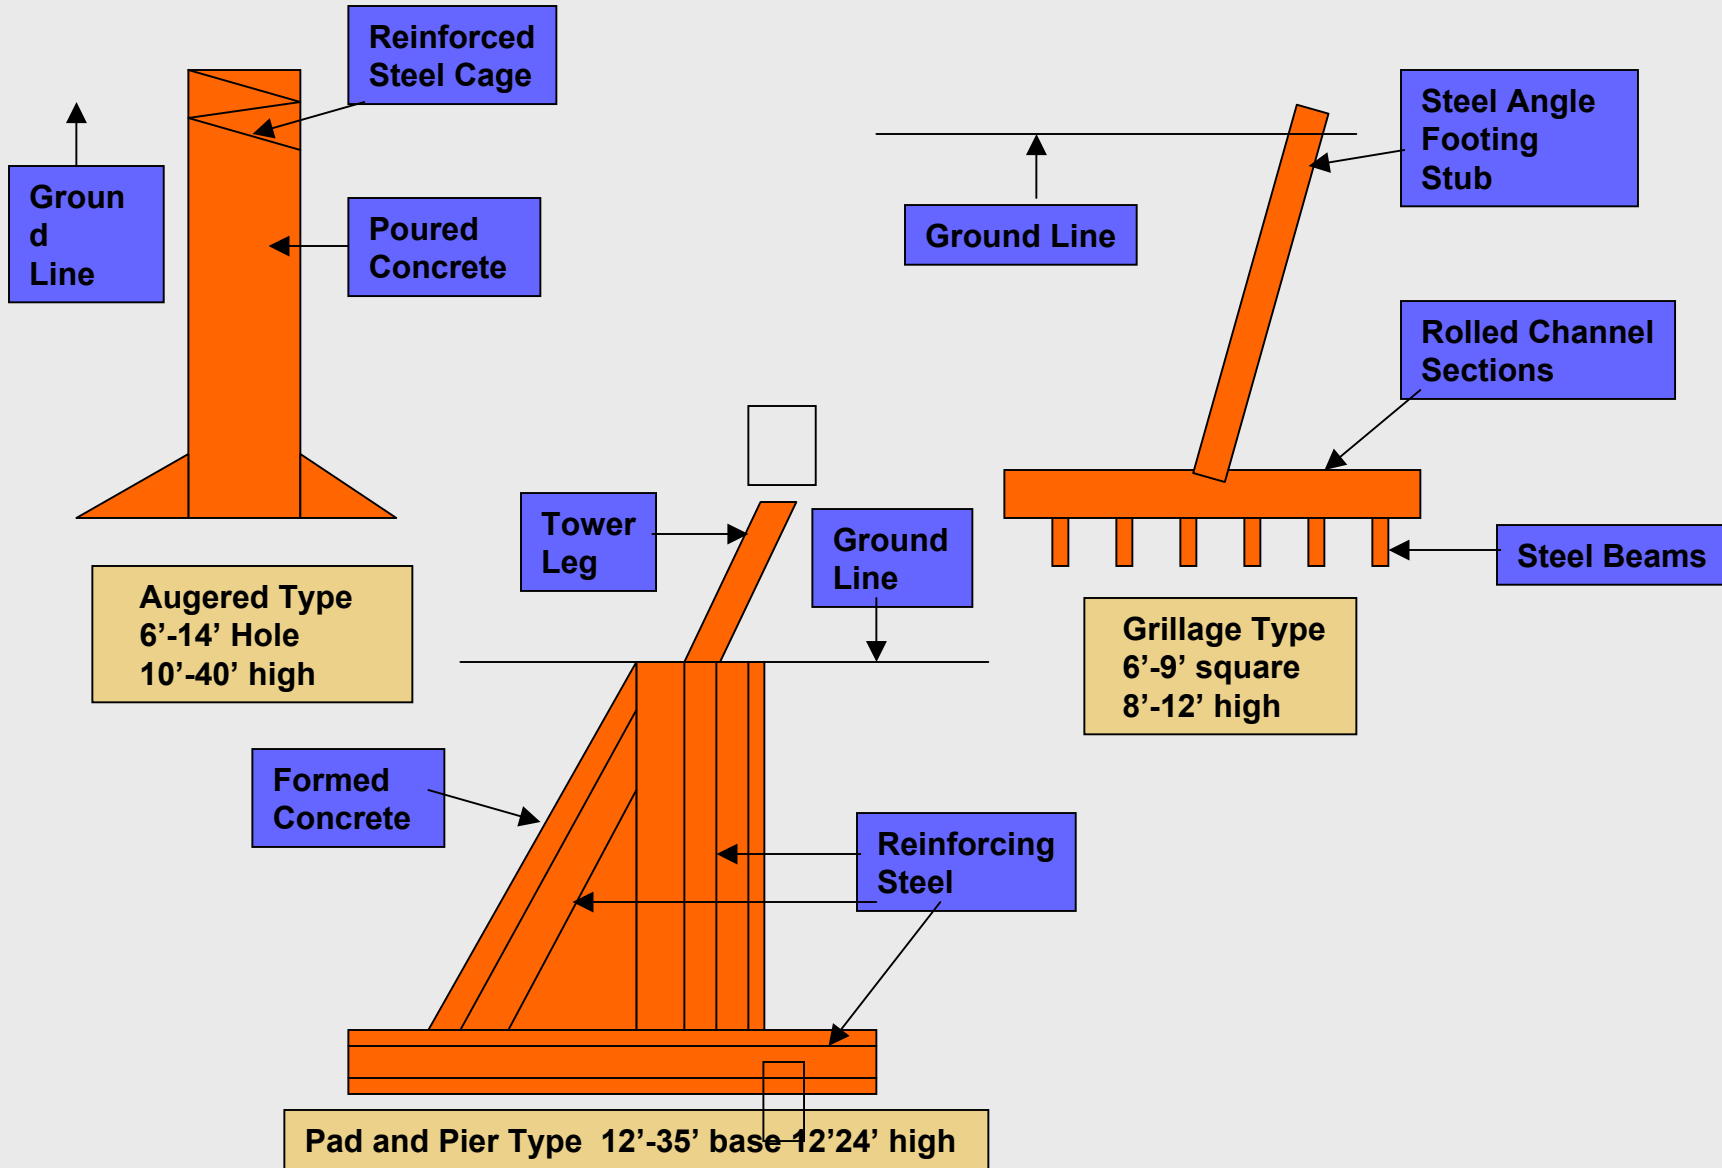 Reinforced
Steel Cage
Groun
d
Line
Poured
Concrete
Augered Type
6’-14’ Hole
10’-40’ high
Steel Angle
Footing
Stub
Ground Line
Rolled Channel
Sections
Steel Beams
Grillage Type
6’-9’ square
8’-12’ high
Tower
Leg
Ground
Line
Formed
Concrete
Reinforcing
Steel
Pad and Pier Type 12’-35’ base 12’24’ high